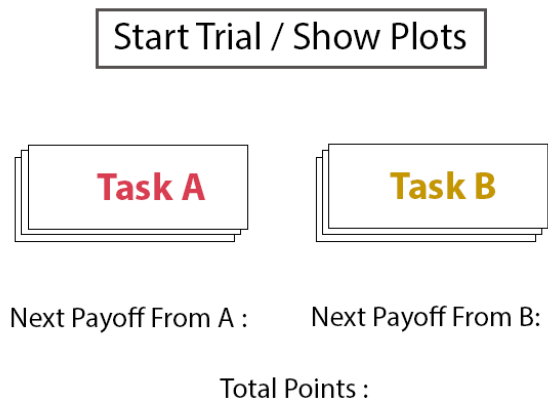 Start Trial / Show Plots
Task A
Task B
Next Payoff From A :
Next Payoff From B:
Total Points :